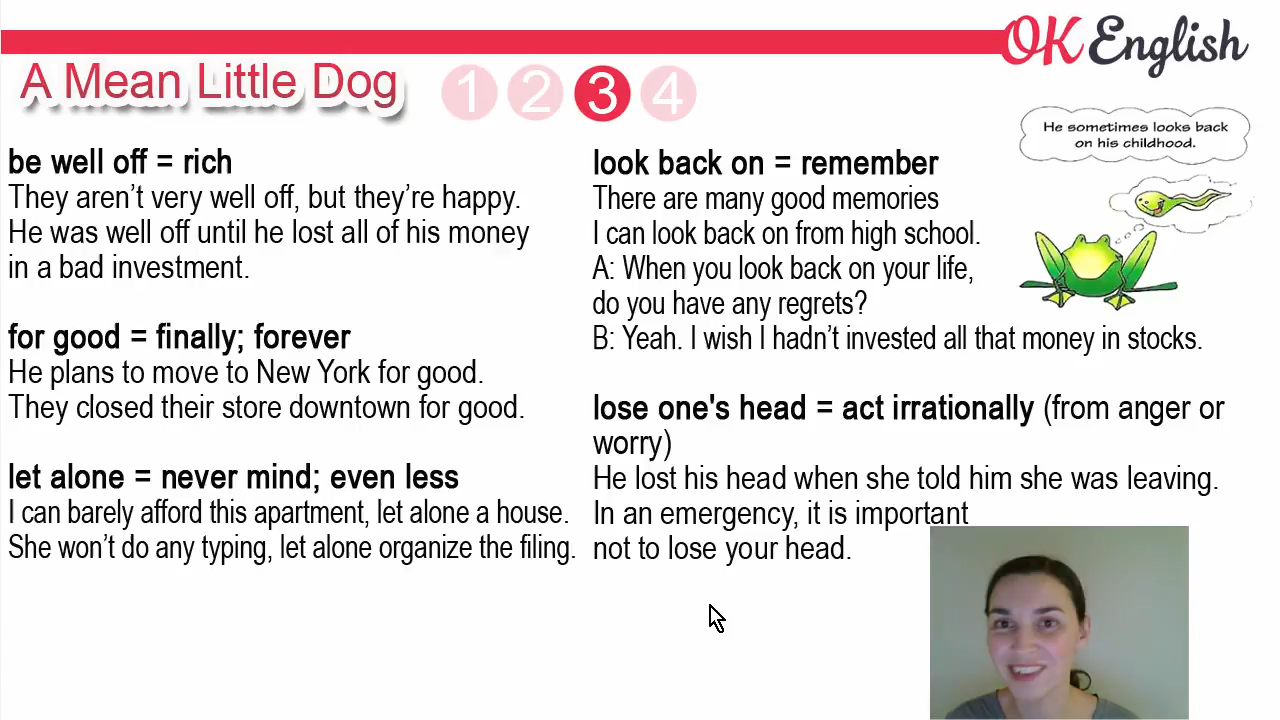 OK English
A Mean Little Dog
1 2 3 4
be well off = rich
They aren’t very well off, but they’re happy.
He was well off until he lost all of his money
in a bad investment.
for good = finally; forever
He plans to move to New York for good.
They closed their store downtown for good.
let alone = never mind; even less
I can barely afford this apartment, let alone a house.
She won’t do any typing, let alone organize the filing.
look back on = remember
There are many good memories
I can look back on from high school.
A: When you look back on your life,
do you have any regrets?
B: Yeah. I wish I hadn’t invested all that money in stocks.
lose one's head = act irrationally (from anger or
worry)
He lost his head when she told him she was leaving.
In an emergency, it is important
not to lose your head.
He sometimes looks back
on his childhood.